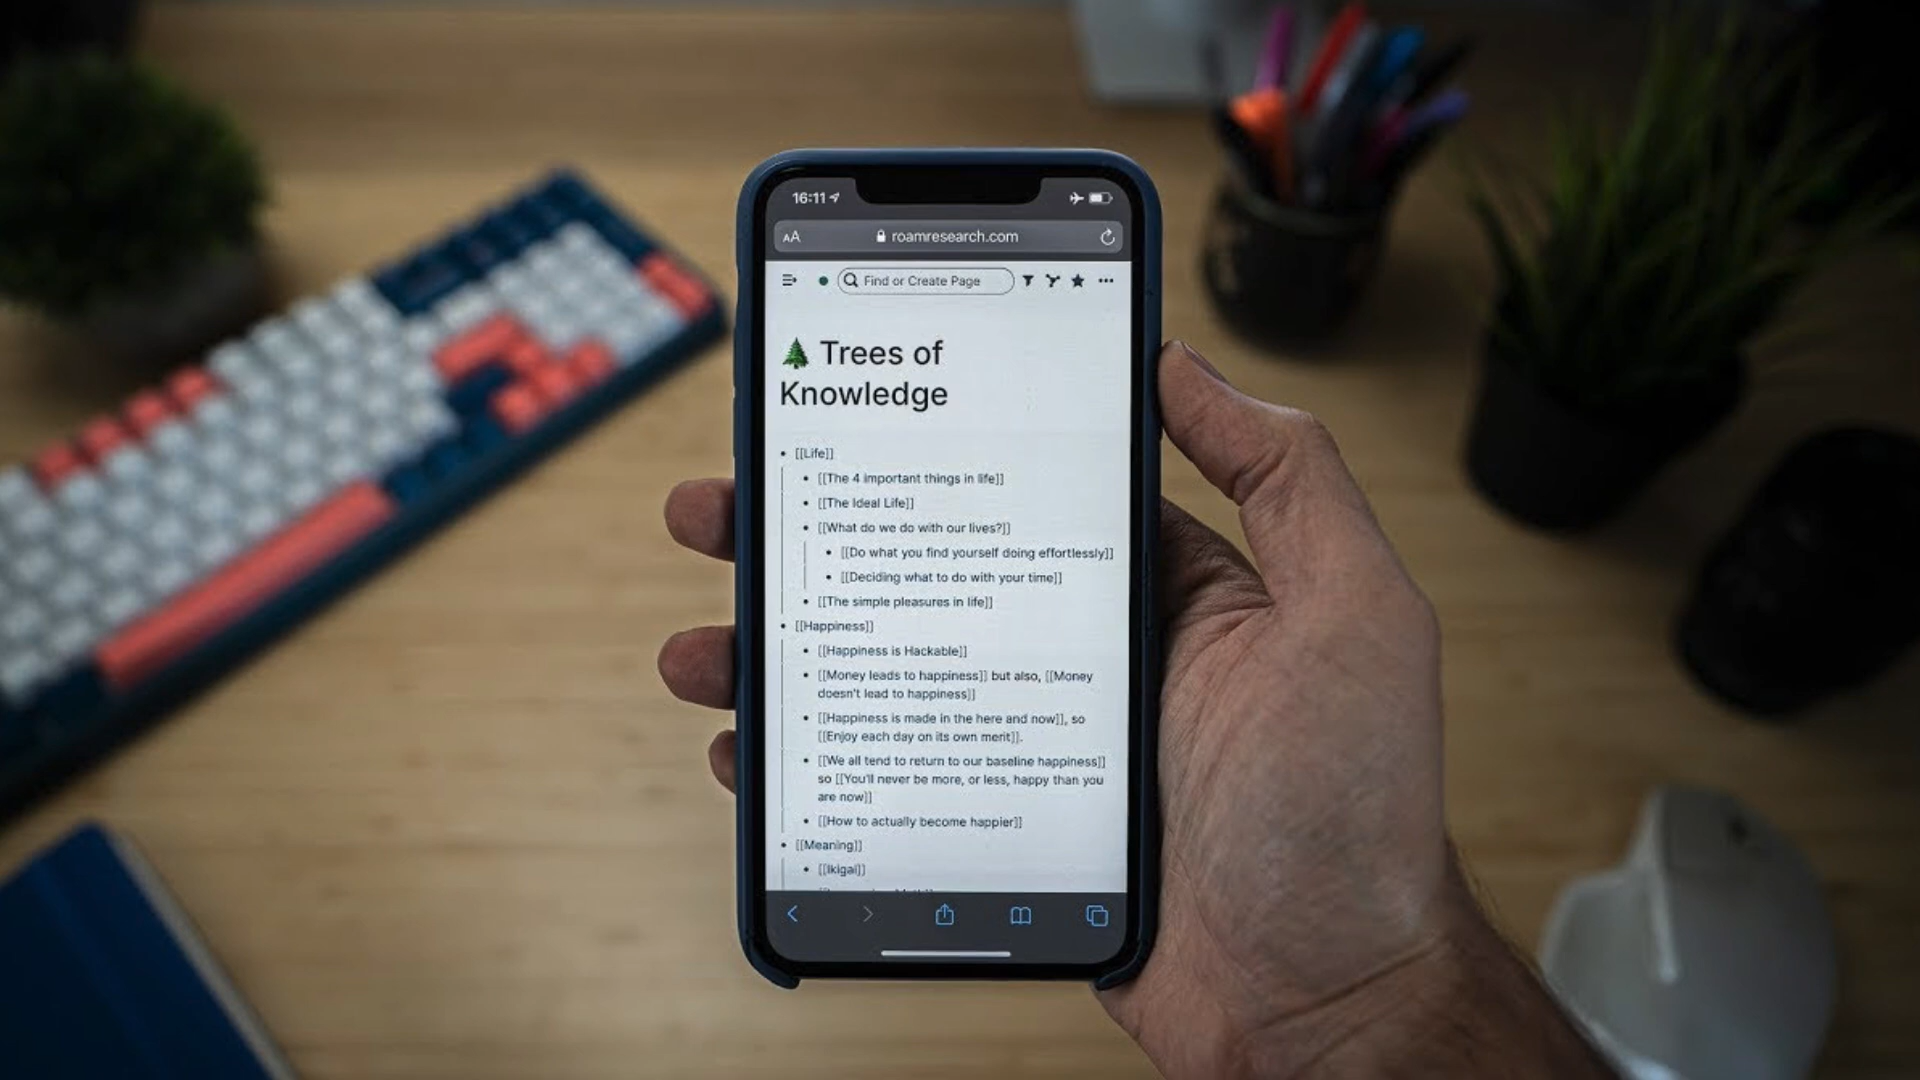 16:11
AA roamresearch.com
Find or Create Page
🌲 Trees of
Knowledge
• [[Life]]
• [[The 4 important things in life]]
• [[The Ideal Life]]
• [[What do we do with our lives?]]
• [[Do what you find yourself doing effortlessly]]
• [[Deciding what to do with your time]]
• [[The simple pleasures in life]]
• [[Happiness]]
• [[Happiness is Hackable]]
• [[Money leads to happiness]] but also, [[Money
doesn't lead to happiness]]
• [[Happiness is made in the here and now]], so
[[Enjoy each day on its own merit]].
• [[We all tend to return to our baseline happiness]]
so [[You'll never be more, or less, happy than you
are now]]
• [[How to actually become happier]]
• [[Meaning]]
• [[Ikigai]]